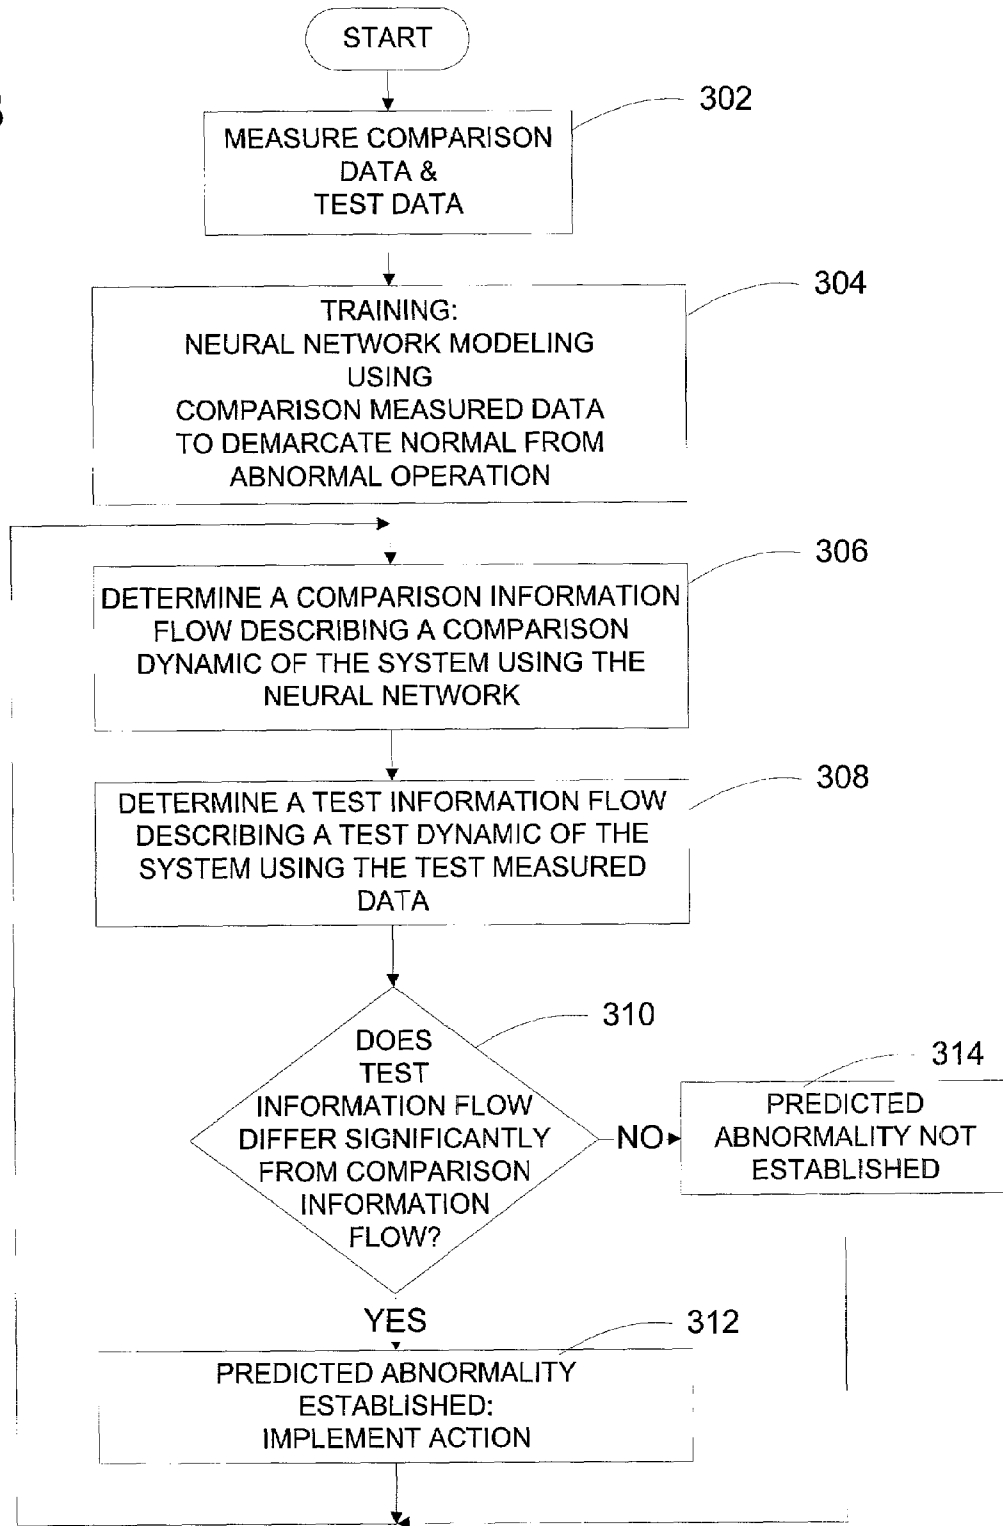 START
302
MEASURE COMPARISON
DATA &
TEST DATA
304
TRAINING:
NEURAL NETWORK MODELING
USING
COMPARISON MEASURED DATA
TO DEMARCATE NORMAL FROM
ABNORMAL OPERATION
306
DETERMINE A COMPARISON INFORMATION
FLOW DESCRIBING A COMPARISON
DYNAMIC OF THE SYSTEM USING THE
NEURAL NETWORK
308
DETERMINE A TEST INFORMATION FLOW
DESCRIBING A TEST DYNAMIC OF THE
SYSTEM USING THE TEST MEASURED
DATA
310
DOES
TEST
INFORMATION FLOW
DIFFER SIGNIFICANTLY
FROM COMPARISON
INFORMATION
FLOW?
NO
314
PREDICTED
ABNORMALITY NOT
ESTABLISHED
YES
312
PREDICTED ABNORMALITY
ESTABLISHED:
IMPLEMENT ACTION